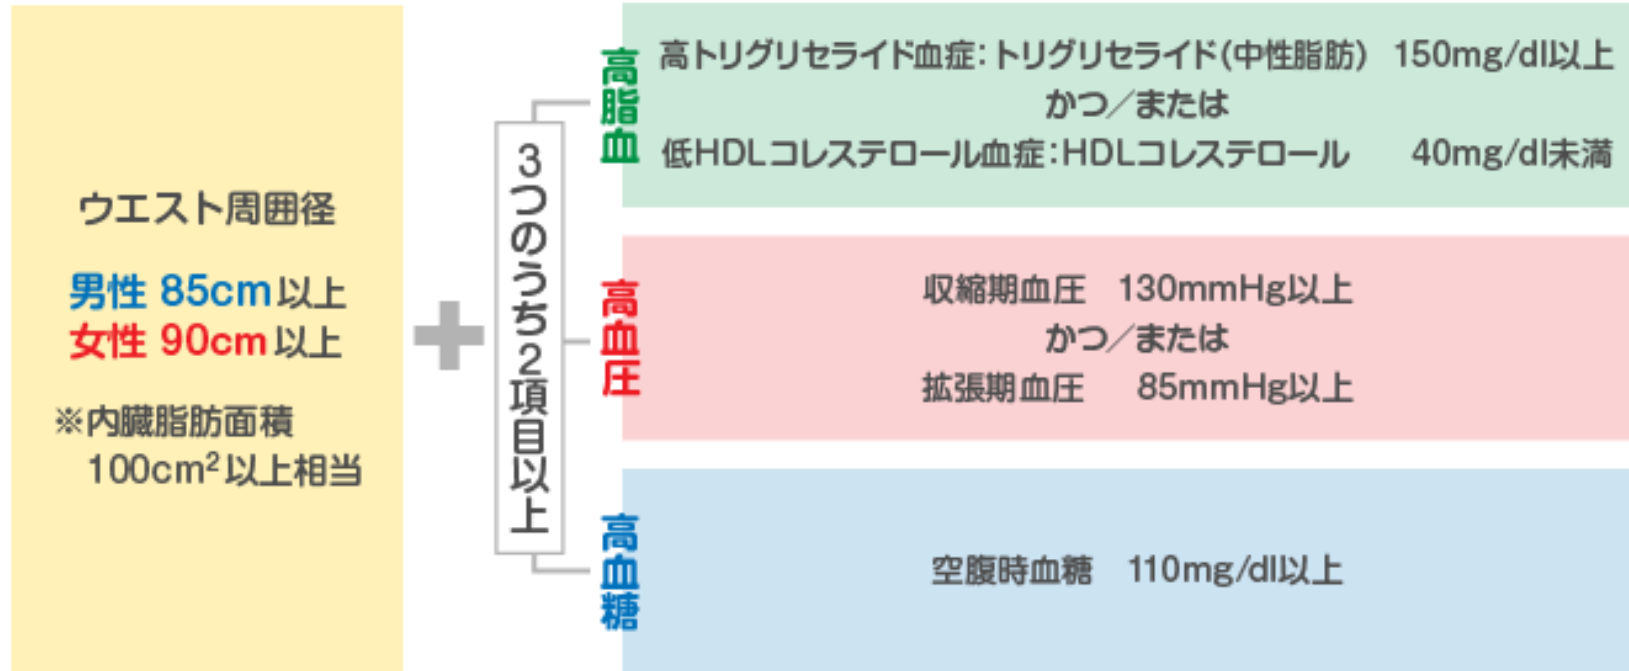 ウエスト周囲径
男性 85cm以上
女性 90cm以上
※内臓脂肪面積
100cm²以上相当
3つのうち2項目以上
高脂血
高トリグリセライド血症：トリグリセライド(中性脂肪) 150mg/dl以上
かつ／または
低HDLコレステロール血症：HDLコレステロール 40mg/dl未満
高血圧
収縮期血圧 130mmHg以上
かつ／または
拡張期血圧 85mmHg以上
高血糖
空腹時血糖 110mg/dl以上